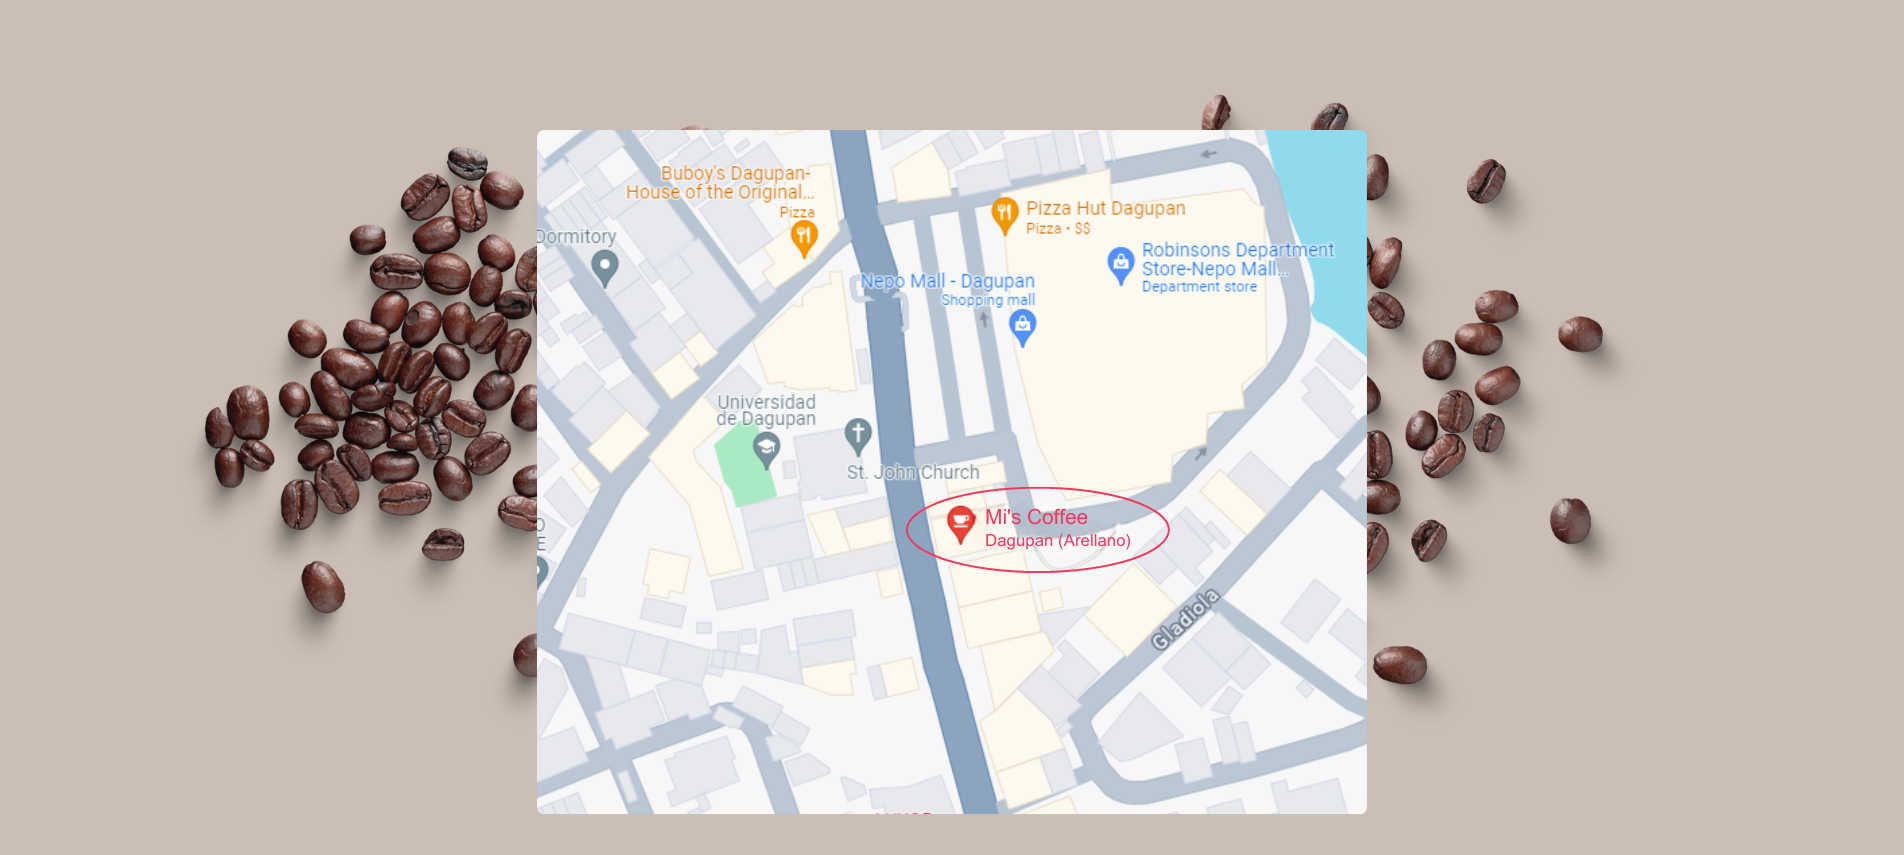 Buboy's Dagupan-
House of the Original...
Pizza
Dormitory
Pizza Hut Dagupan
Pizza • $$
Robinsons Department
Store-Nepo Mall...
Department store
Nepo Mall - Dagupan
Shopping mall
Universidad
de Dagupan
St. John Church
Mi's Coffee
Dagupan (Arellano)
Gladiola